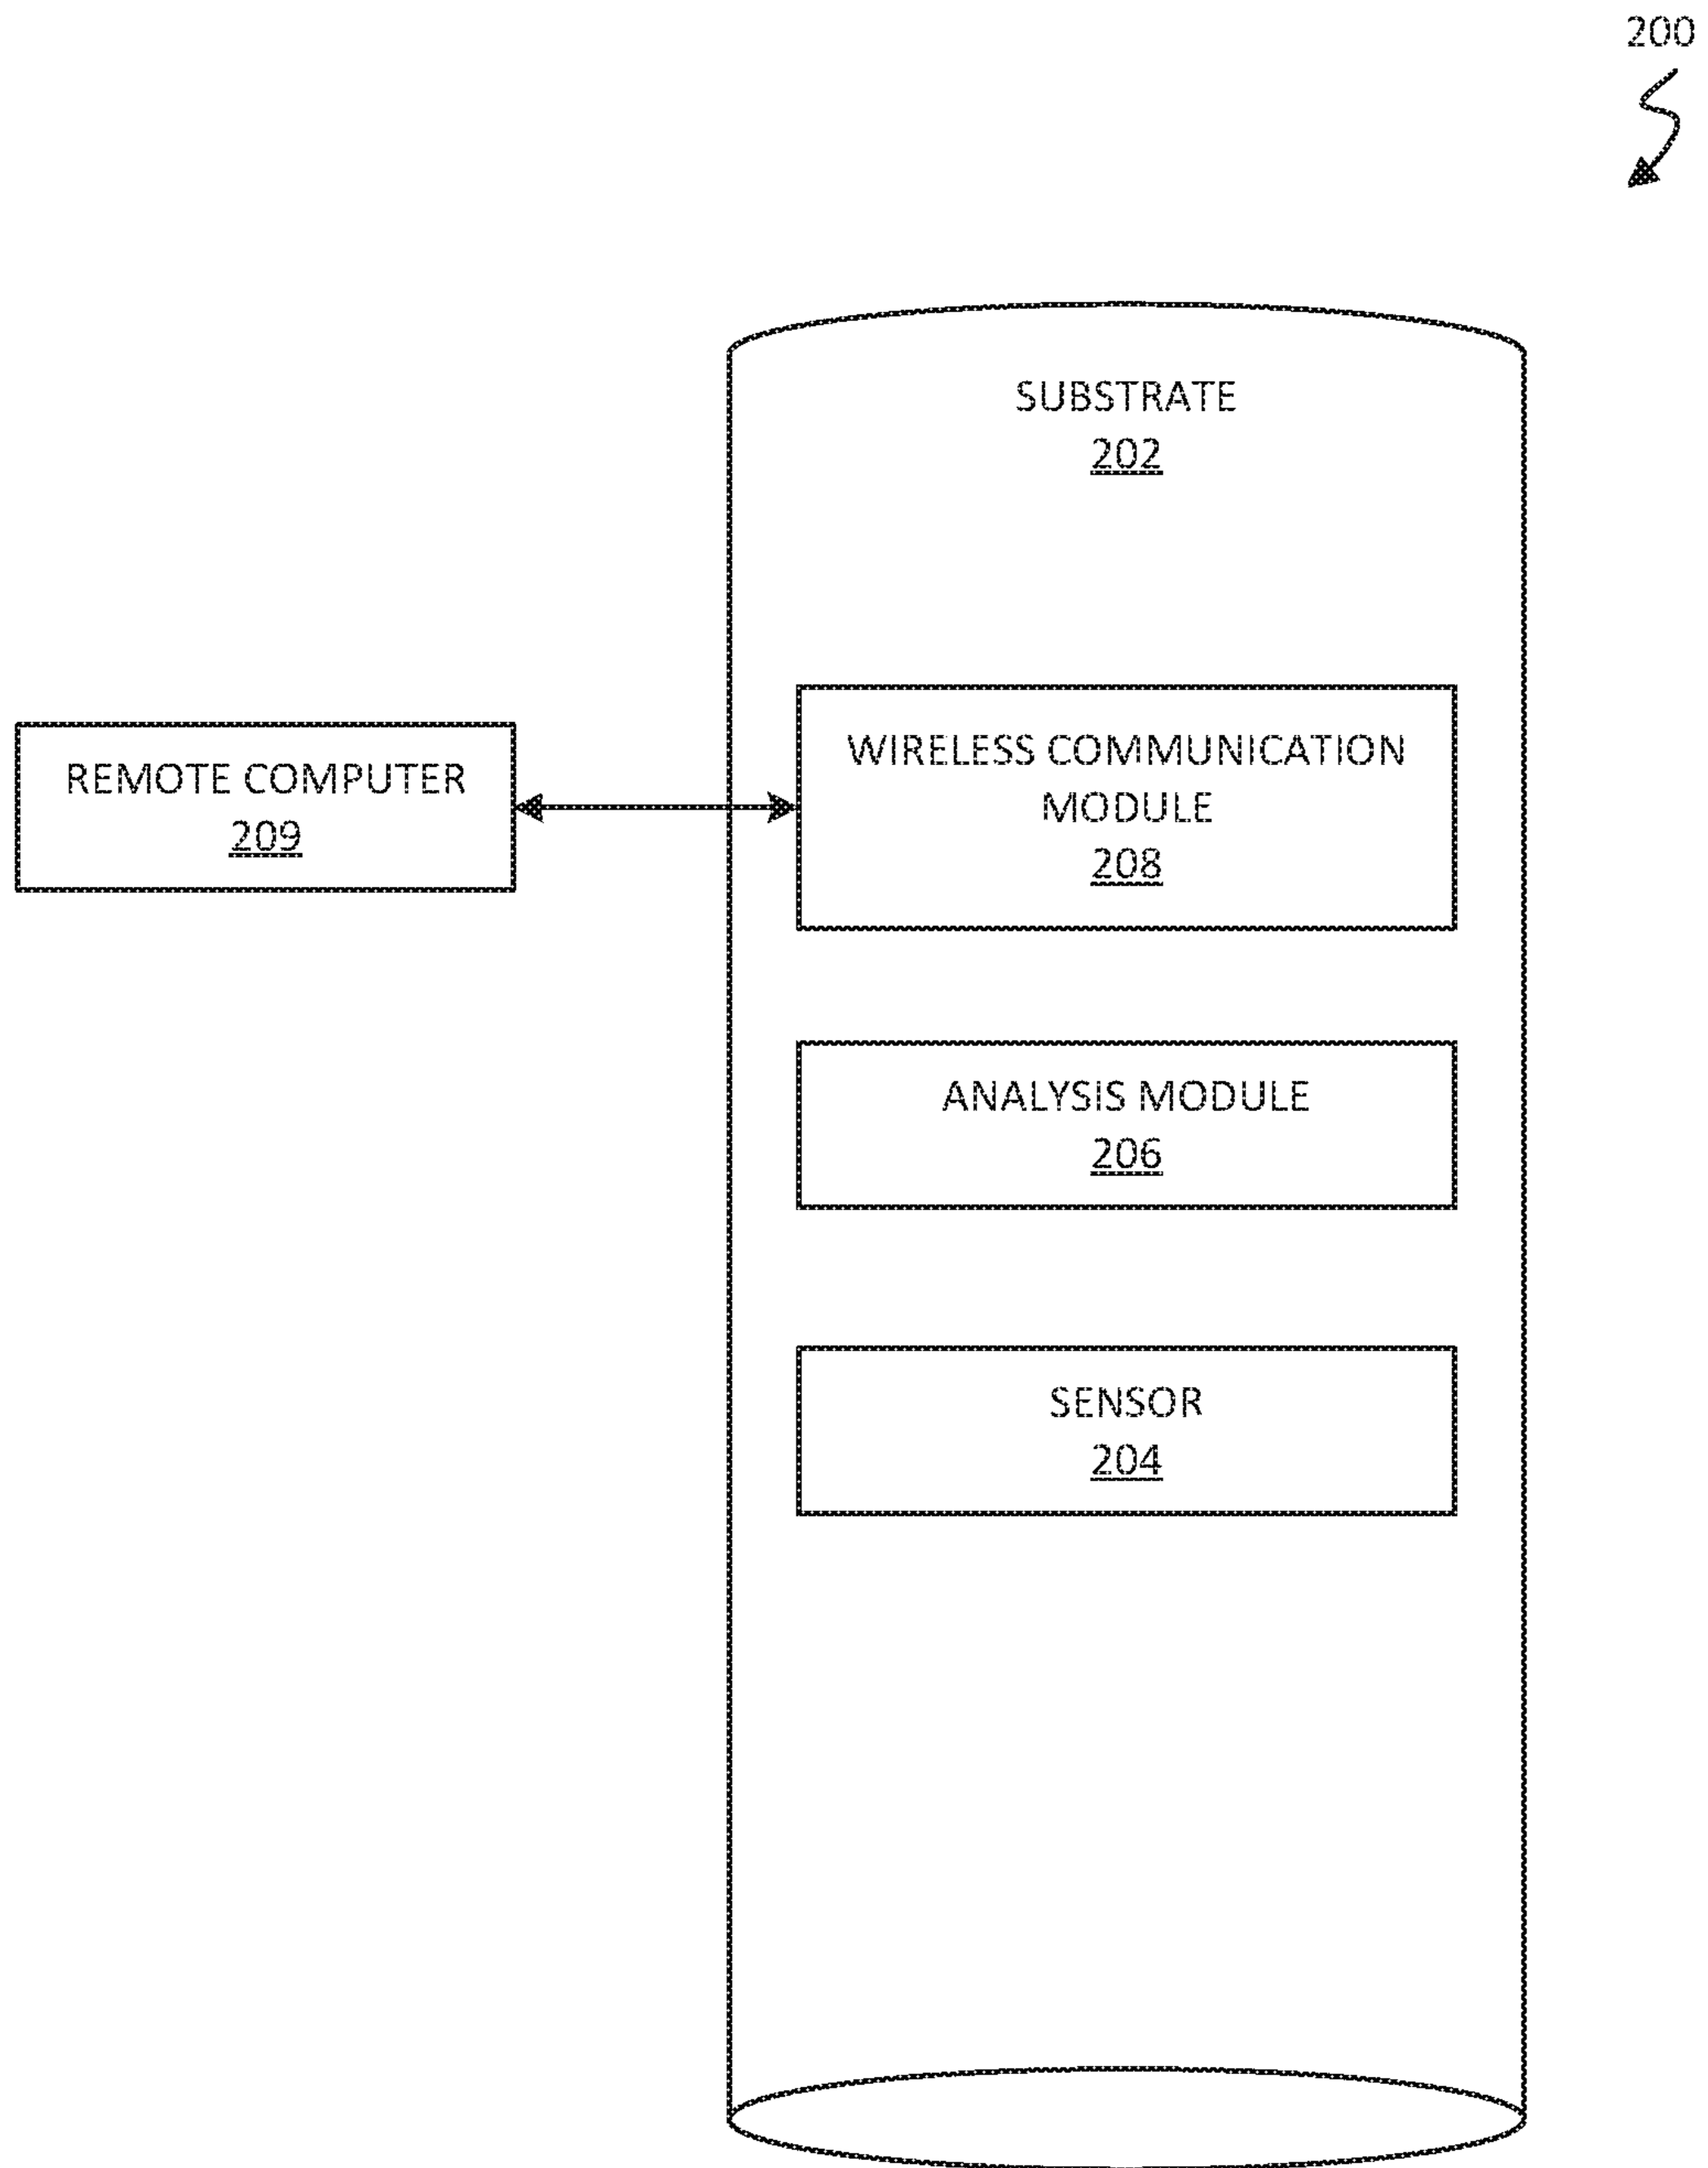 200
SUBSTRATE
202
REMOTE COMPUTER
209
WIRELESS COMMUNICATION
MODULE
208
ANALYSIS MODULE
206
SENSOR
204